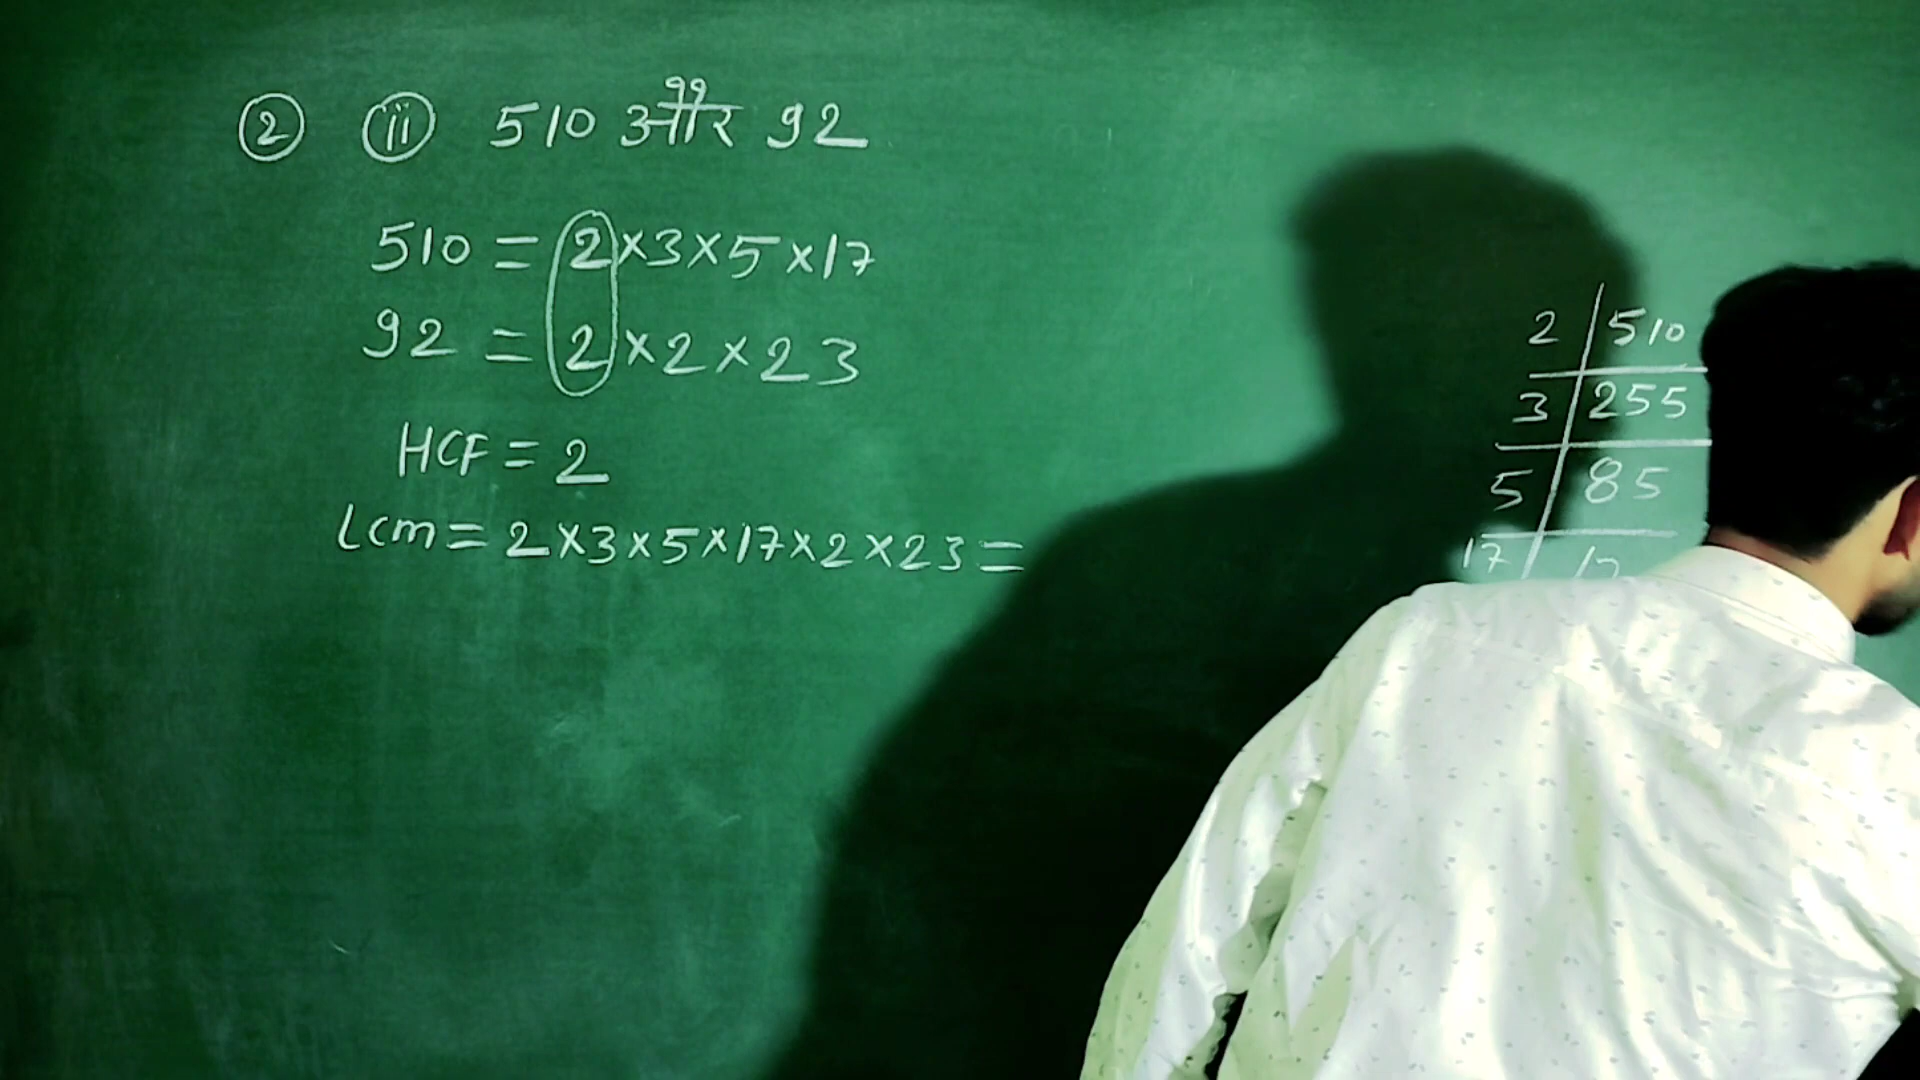 ② ⅱ 510 और 92
510 = 2×3×5×17
92 = 2×2×23
HCF = 2
Lcm = 2×3×5×17×2×23=
2 | 510
3 | 255
5 | 85
17 | 17